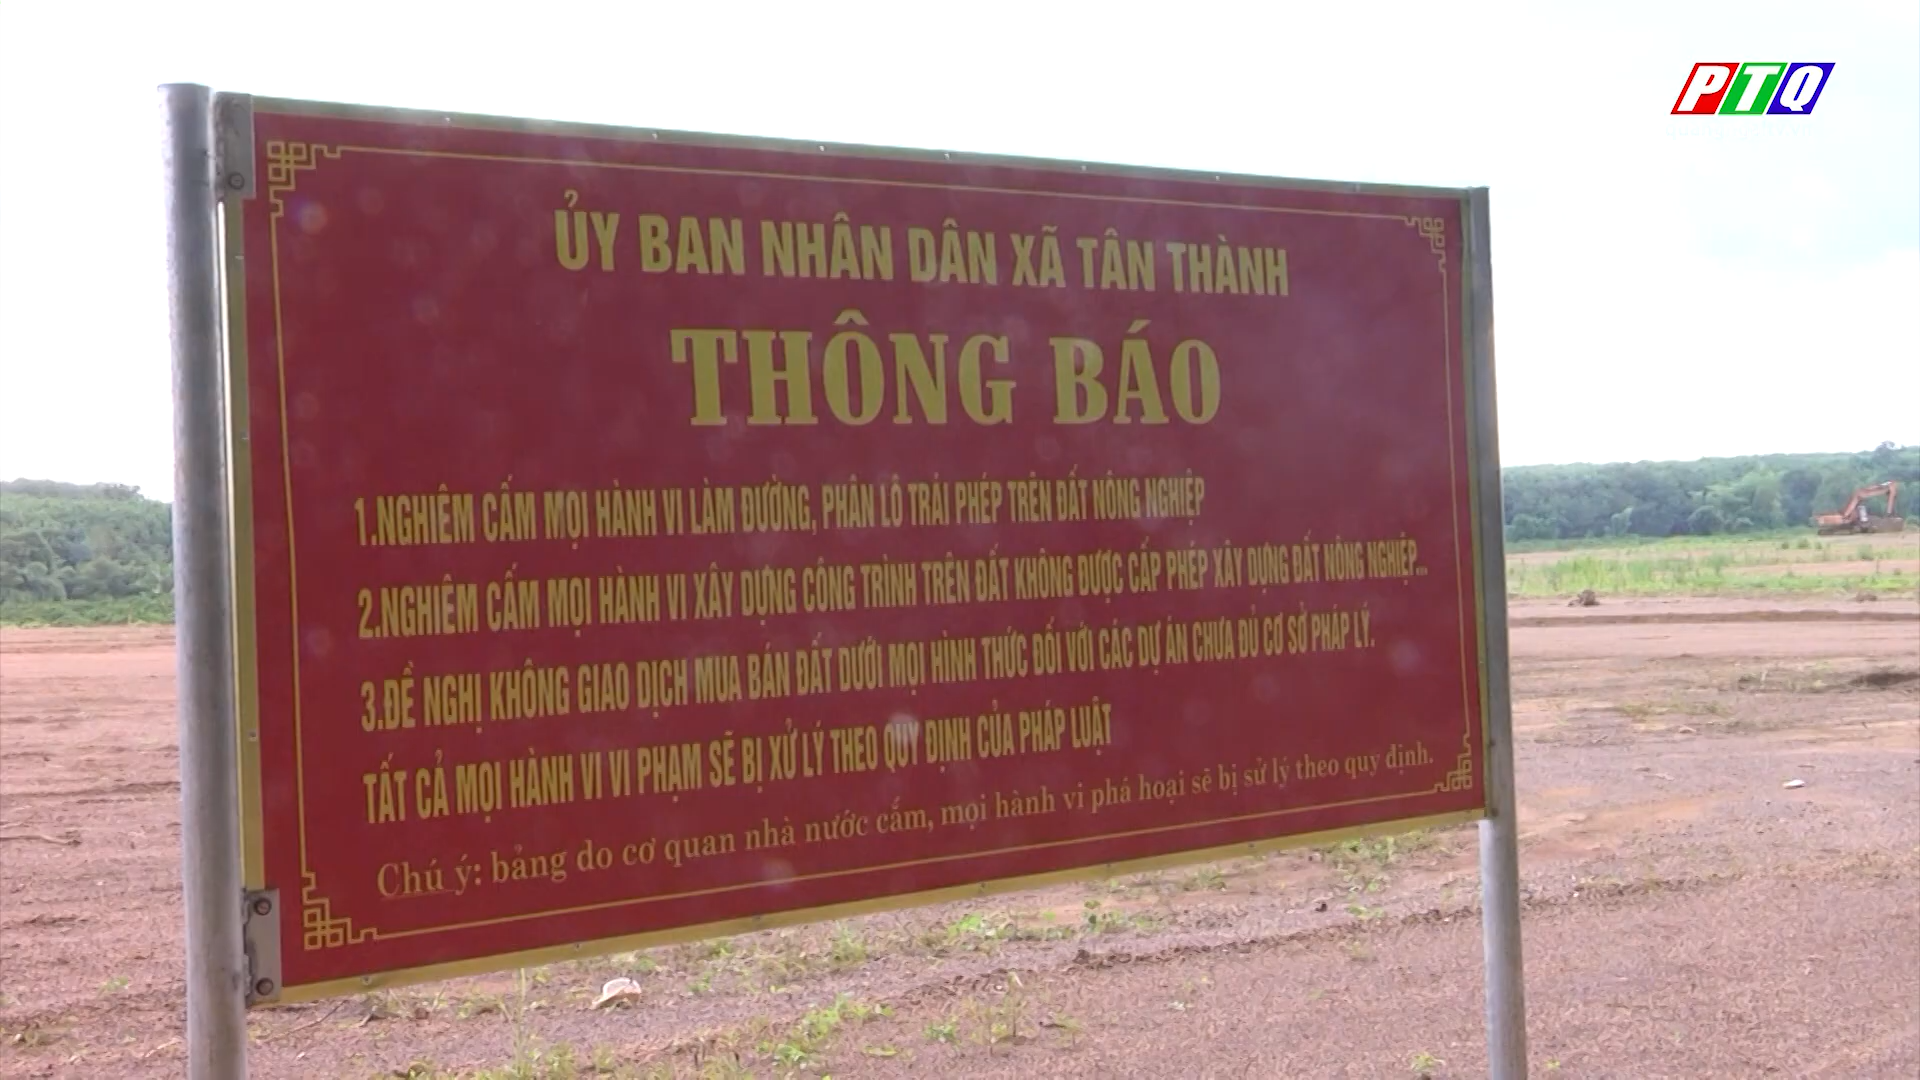 PTQ
ỦY BAN NHÂN DÂN XÃ TÂN THÀNH
THÔNG BÁO
1.NGHIÊM CẤM MỌI HÀNH VI LÀM ĐƯỜNG, PHÂN LÔ TRÁI PHÉP TRÊN ĐẤT NÔNG NGHIỆP
2.NGHIÊM CẤM MỌI HÀNH VI XÂY DỰNG CÔNG TRÌNH TRÊN ĐẤT KHÔNG ĐƯỢC CẤP PHÉP XÂY DỰNG ĐẤT NÔNG NGHIỆP...
3.ĐỀ NGHỊ KHÔNG GIAO DỊCH MUA BÁN ĐẤT DƯỚI MỌI HÌNH THỨC ĐỐI VỚI CÁC DỰ ÁN CHƯA ĐỦ CƠ SỞ PHÁP LÝ.
TẤT CẢ MỌI HÀNH VI VI PHẠM SẼ BỊ XỬ LÝ THEO QUY ĐỊNH CỦA PHÁP LUẬT
Chú ý: bảng do cơ quan nhà nước cắm, mọi hành vi phá hoại sẽ bị sử lý theo quy định.